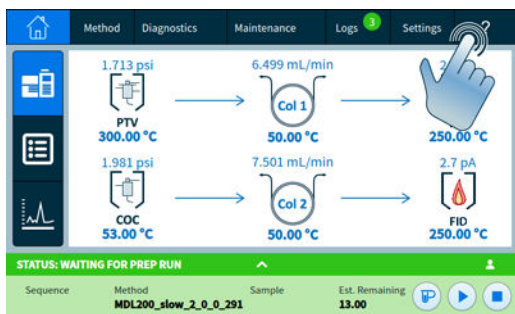 Method Diagnostics Maintenance Logs 3 Settings ?
1.713 psi 6.499 mL/min
PTV Col 1
300.00 °C 50.00 °C 250.00 °C
1.981 psi 7.501 mL/min 2.7 pA
COC Col 2 FID
53.00 °C 50.00 °C 250.00 °C
STATUS: WAITING FOR PREP RUN
Sequence Method Sample Est. Remaining
MDL200_slow_2_0_0_291 13.00